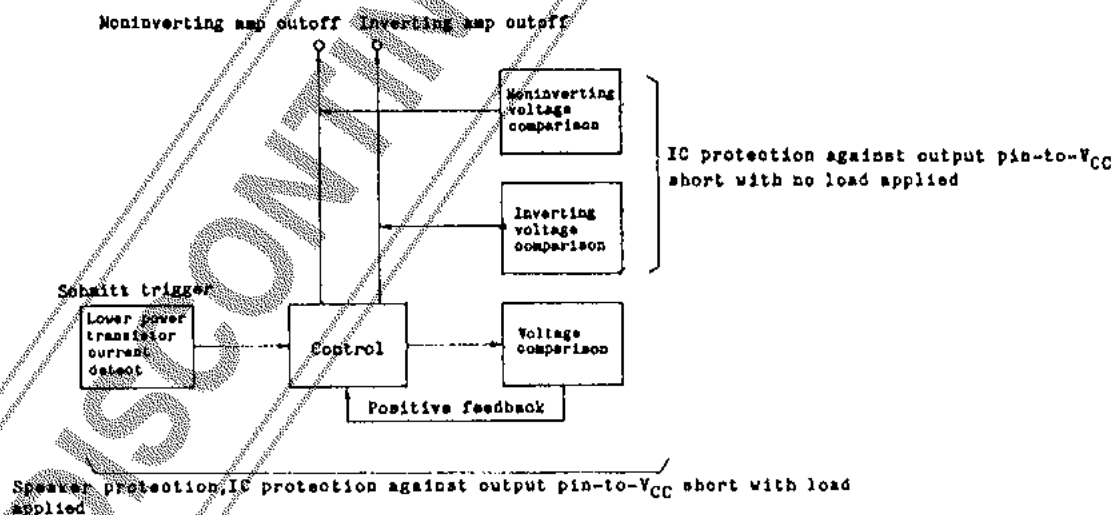 Noninverting amp cutoff Inverting amp cutoff
Noninverting
voltage
comparison
IC protection against output pin-to-VCC
short with no load applied
Inverting
voltage
comparison
Schmitt trigger
Lower power
transistor
current
detect
Control
Voltage
comparison
Positive feedback
Speaker protection,IC protection against output pin-to-VCC short with load
applied
DISCONTIN